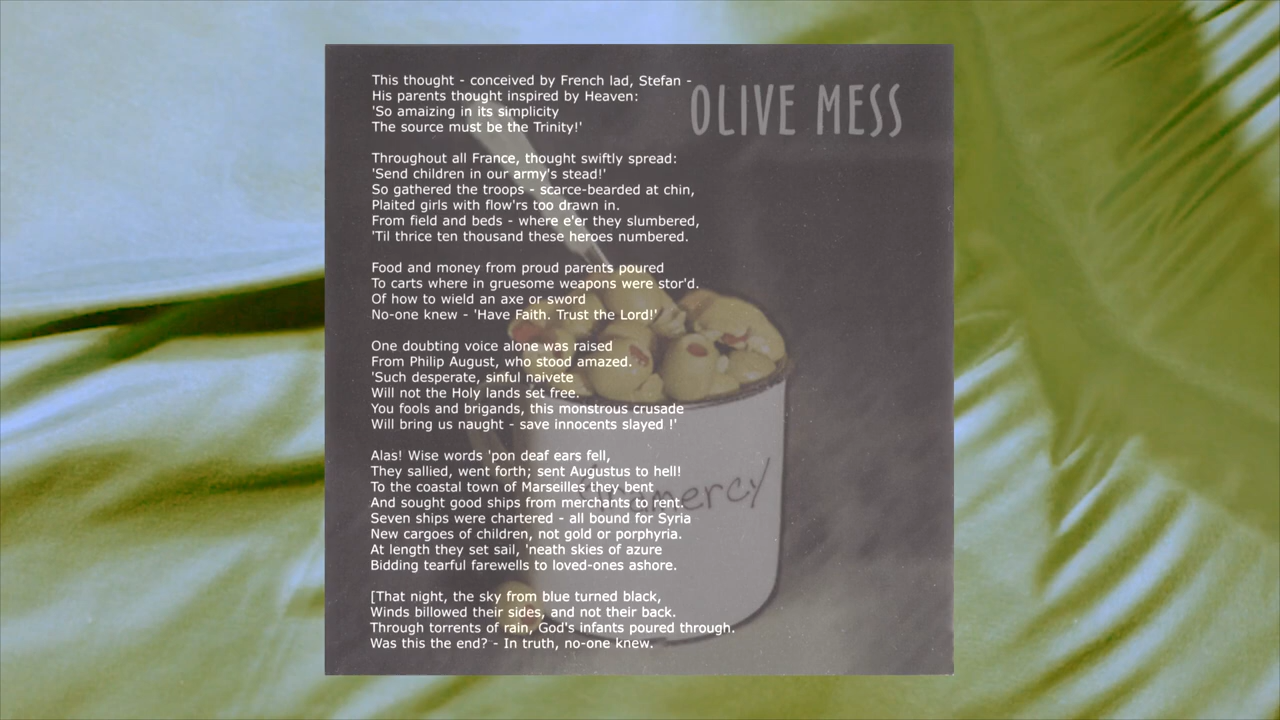 This thought - conceived by French lad, Stefan -
His parents thought inspired by Heaven:
'So amaizing in its simplicity
The source must be the Trinity!'
OLIVE MESS
Throughout all France, thought swiftly spread:
'Send children in our army's stead!'
So gathered the troops - scarce-bearded at chin,
Plaited girls with flow'rs too drawn in.
From field and beds - where e'er they slumbered,
'Til thrice ten thousand these heroes numbered.
Food and money from proud parents poured
To carts where in gruesome weapons were stor'd.
Of how to wield an axe or sword
No-one knew - 'Have Faith. Trust the Lord!'
One doubting voice alone was raised
From Philip August, who stood amazed.
'Such desperate, sinful naivete
Will not the Holy lands set free.
You fools and brigands, this monstrous crusade
Will bring us naught - save innocents slayed !'
Alas! Wise words 'pon deaf ears fell,
They sallied, went forth; sent Augustus to hell!
To the coastal town of Marseilles they bent
And sought good ships from merchants to rent.
Seven ships were chartered - all bound for Syria
New cargoes of children, not gold or porphyria.
At length they set sail, 'neath skies of azure
Bidding tearful farewells to loved-ones ashore.
[That night, the sky from blue turned black,
Winds billowed their sides, and not their back.
Through torrents of rain, God's infants poured through.
Was this the end? - In truth, no-one knew.
Gramercy